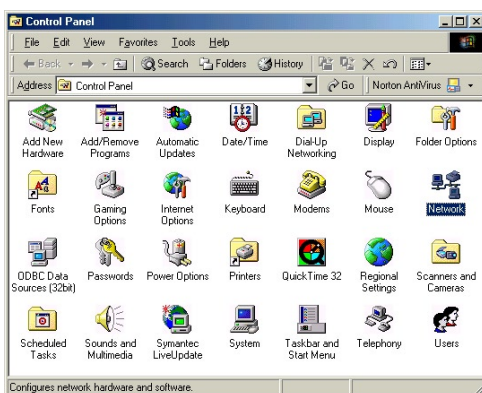 Control Panel
File Edit View Favorites Tools Help
Back Search Folders History
Address Control Panel Go Norton AntiVirus
Add New Hardware
Add/Remove Programs
Automatic Updates
Date/Time
Dial-Up Networking
Display
Folder Options
Fonts
Gaming Options
Internet Options
Keyboard
Modems
Mouse
Network
ODBC Data Sources (32bit)
Passwords
Power Options
Printers
QuickTime 32
Regional Settings
Scanners and Cameras
Scheduled Tasks
Sounds and Multimedia
Symantec LiveUpdate
System
Taskbar and Start Menu
Telephony
Users
Configures network hardware and software.